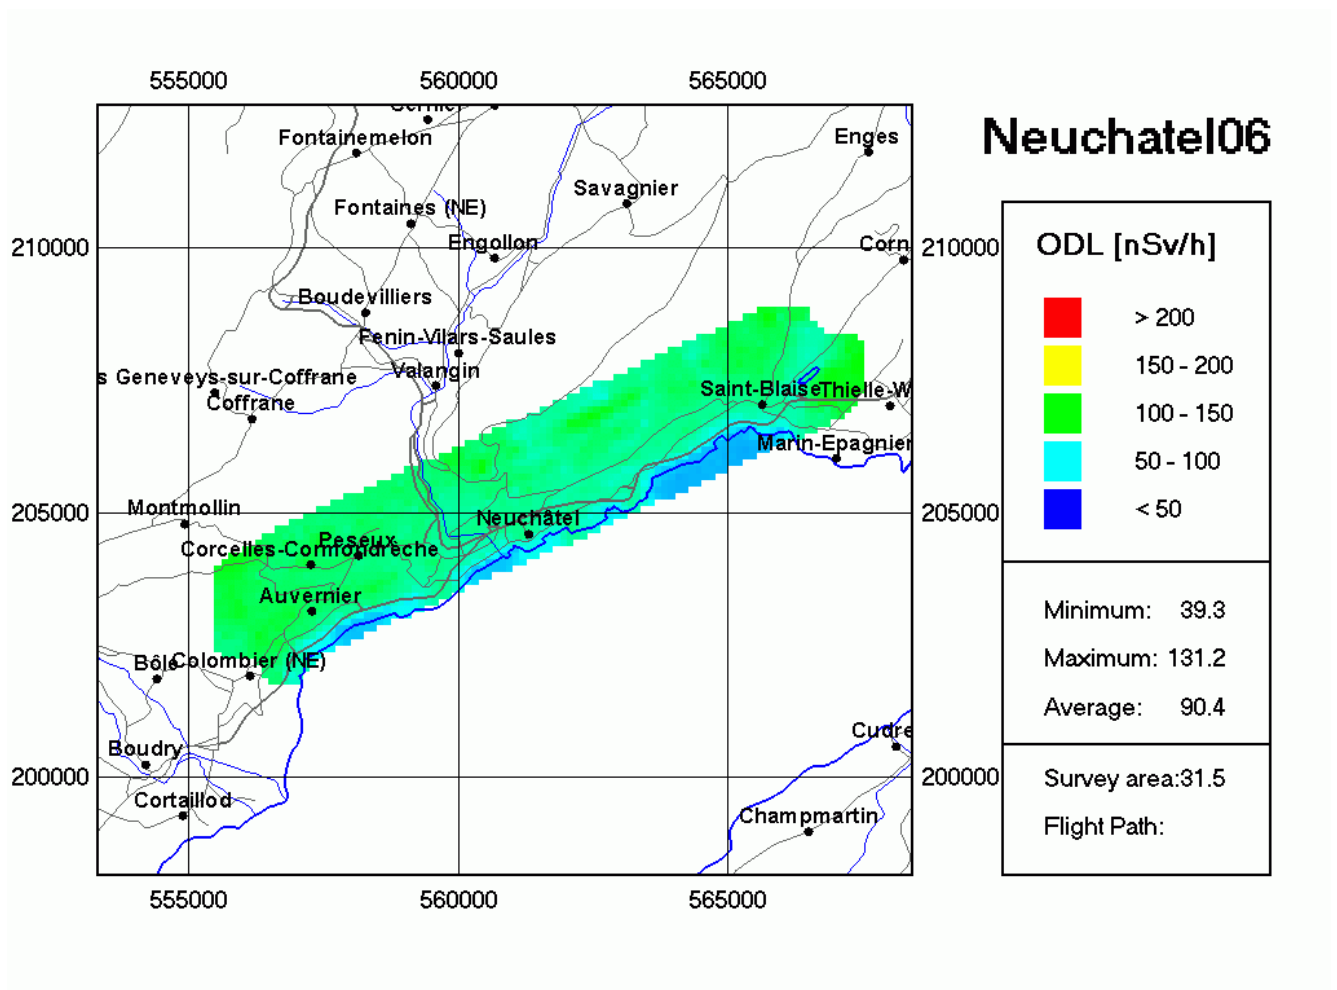 555000 560000 565000
Neuchatel06
Cernier
Fontainemelon
Enges
Savagnier
Fontaines (NE)
210000 Engollon Corn 210000
ODL [nSv/h]
Boudevilliers
> 200
Fenin-Vilars-Saules
150 - 200
s Geneveys-sur-Coffrane Valangin
Coffrane Saint-Blaise Thielle-W
100 - 150
Marin-Epagnier
50 - 100
Montmollin
205000 Neuchâtel 205000
< 50
Peseux
Corcelles-Cormondrèche
Auvernier
Minimum: 39.3
Bôle Colombier (NE)
Maximum: 131.2
Average: 90.4
Cudre
Boudry
200000 200000
Survey area:31.5
Cortaillod
Champmartin
Flight Path:
555000 560000 565000